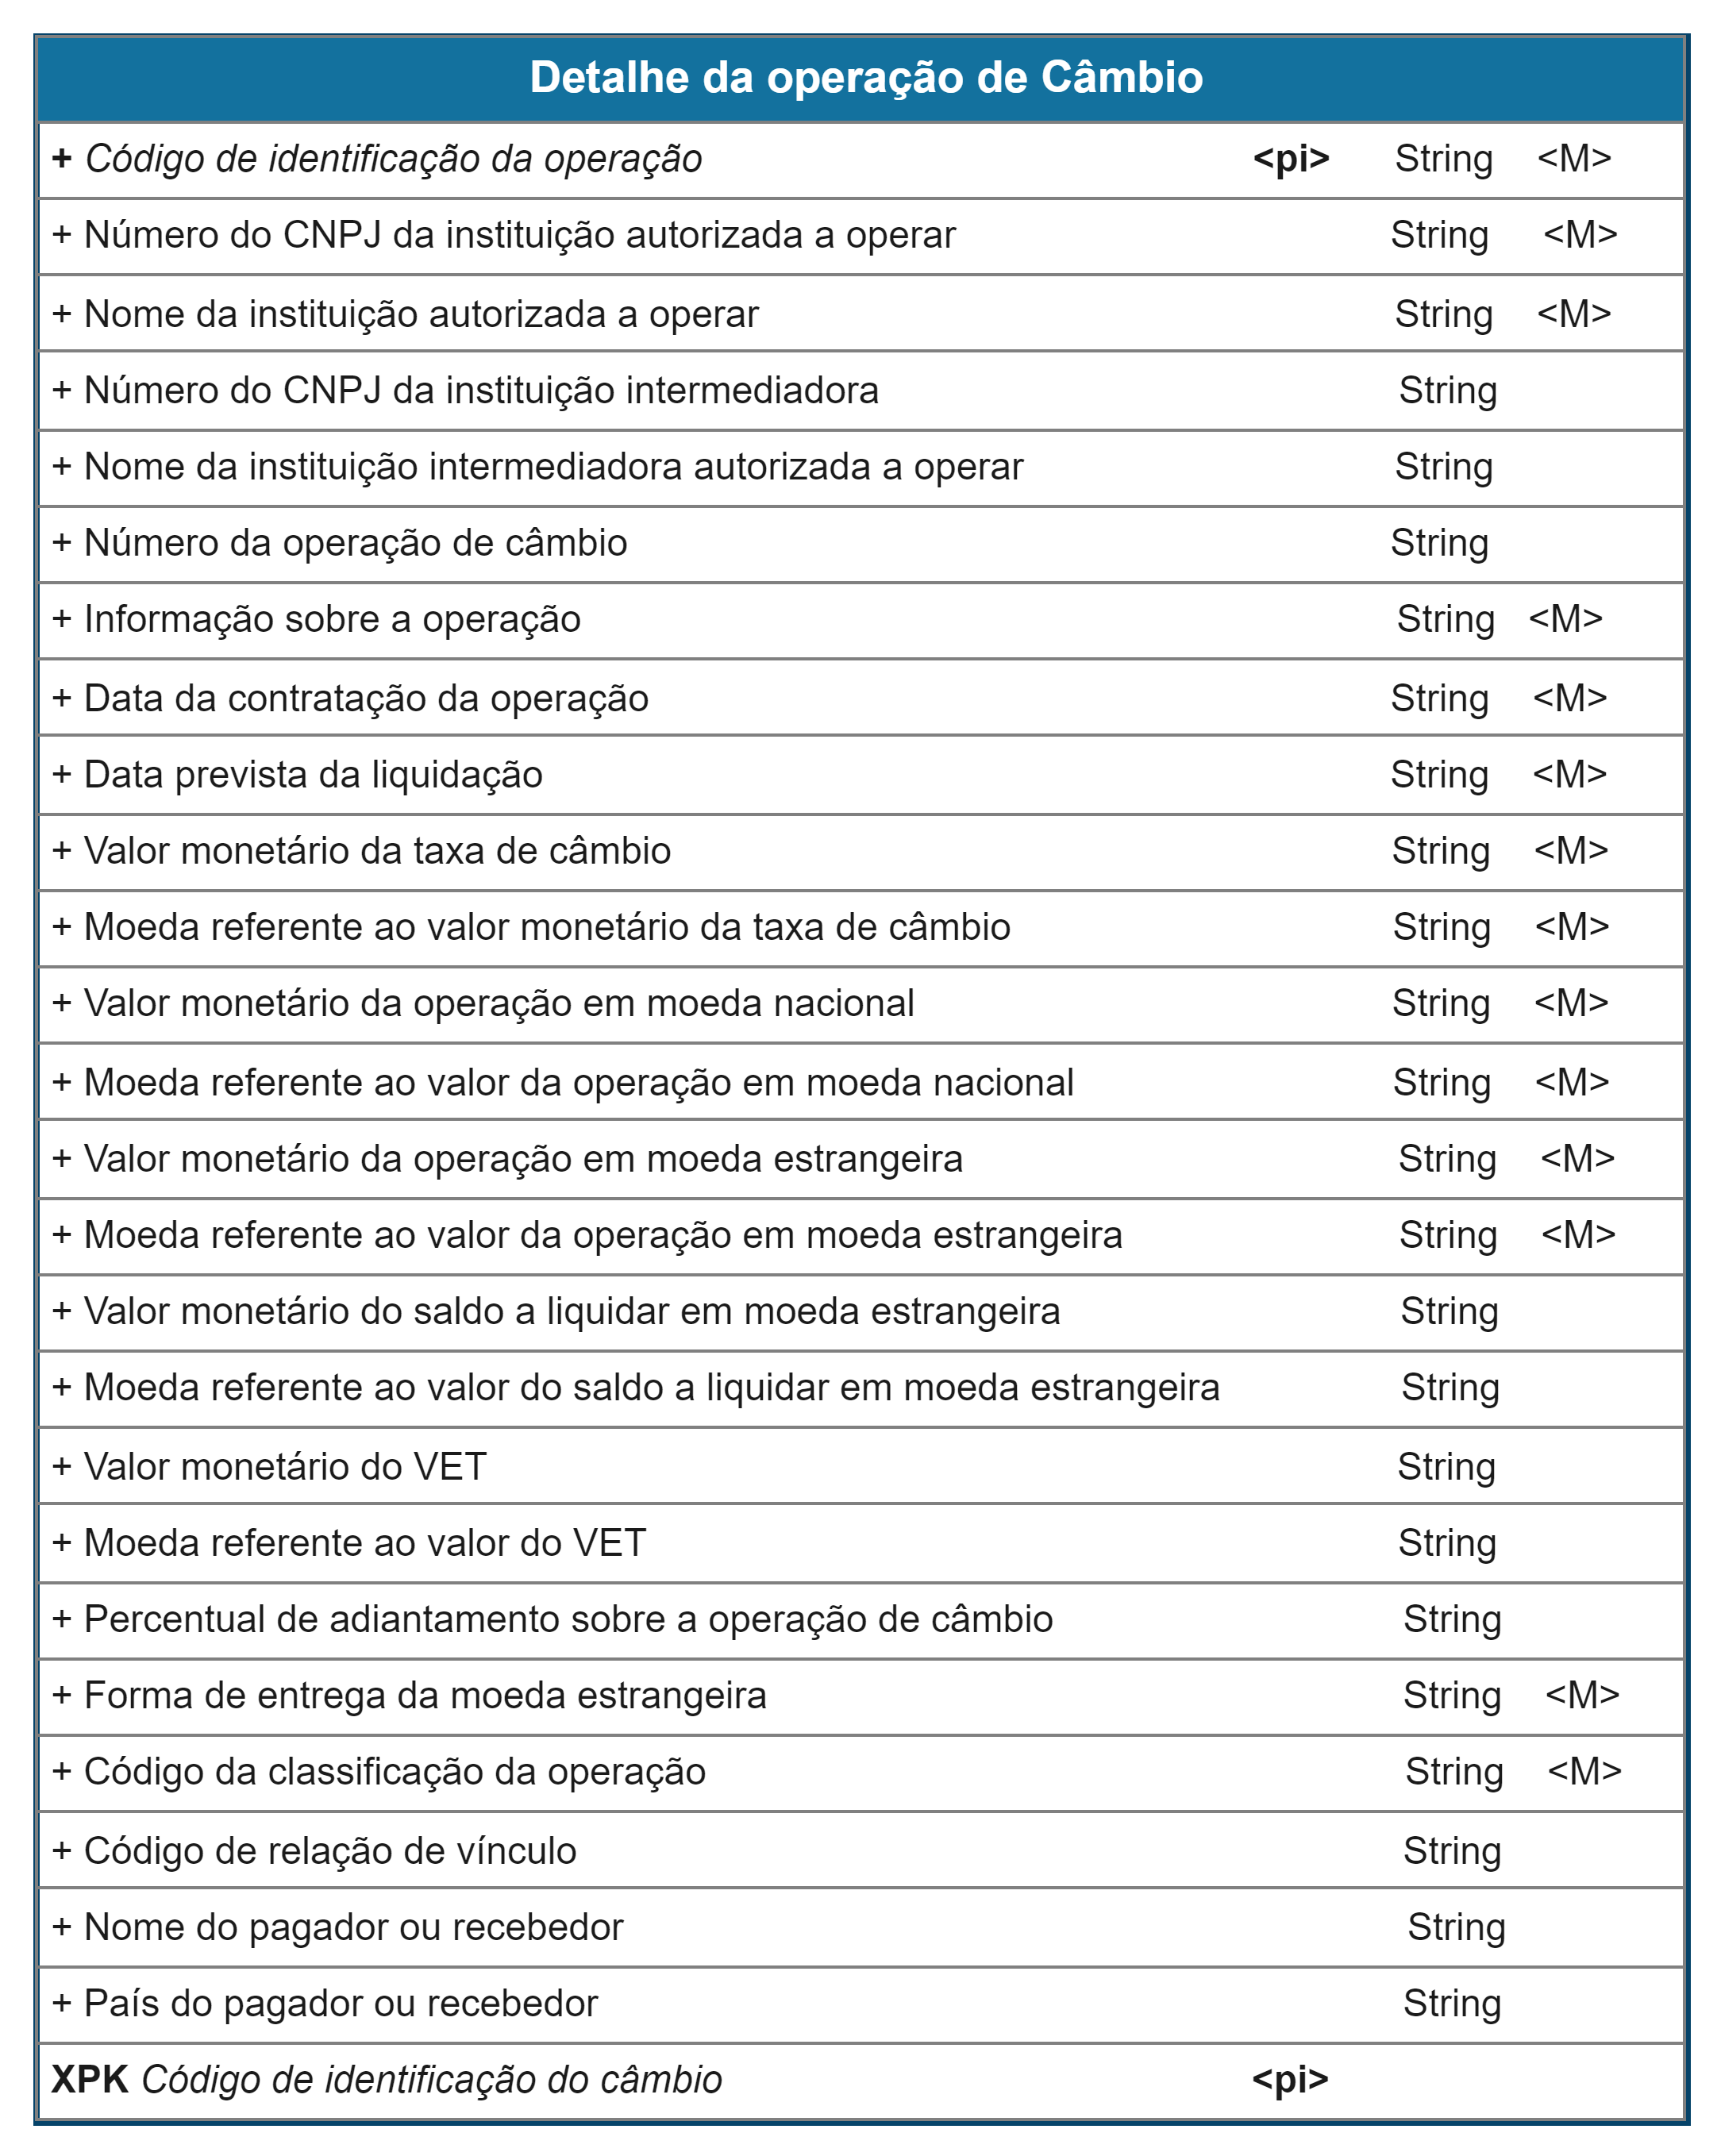 Detalhe da operação de Câmbio
+ Código de identificação da operação <pi> String <M>
+ Número do CNPJ da instituição autorizada a operar String <M>
+ Nome da instituição autorizada a operar String <M>
+ Número do CNPJ da instituição intermediadora String
+ Nome da instituição intermediadora autorizada a operar String
+ Número da operação de câmbio String
+ Informação sobre a operação String <M>
+ Data da contratação da operação String <M>
+ Data prevista da liquidação String <M>
+ Valor monetário da taxa de câmbio String <M>
+ Moeda referente ao valor monetário da taxa de câmbio String <M>
+ Valor monetário da operação em moeda nacional String <M>
+ Moeda referente ao valor da operação em moeda nacional String <M>
+ Valor monetário da operação em moeda estrangeira String <M>
+ Moeda referente ao valor da operação em moeda estrangeira String <M>
+ Valor monetário do saldo a liquidar em moeda estrangeira String
+ Moeda referente ao valor do saldo a liquidar em moeda estrangeira String
+ Valor monetário do VET String
+ Moeda referente ao valor do VET String
+ Percentual de adiantamento sobre a operação de câmbio String
+ Forma de entrega da moeda estrangeira String <M>
+ Código da classificação da operação String <M>
+ Código de relação de vínculo String
+ Nome do pagador ou recebedor String
+ País do pagador ou recebedor String
XPK Código de identificação do câmbio <pi>